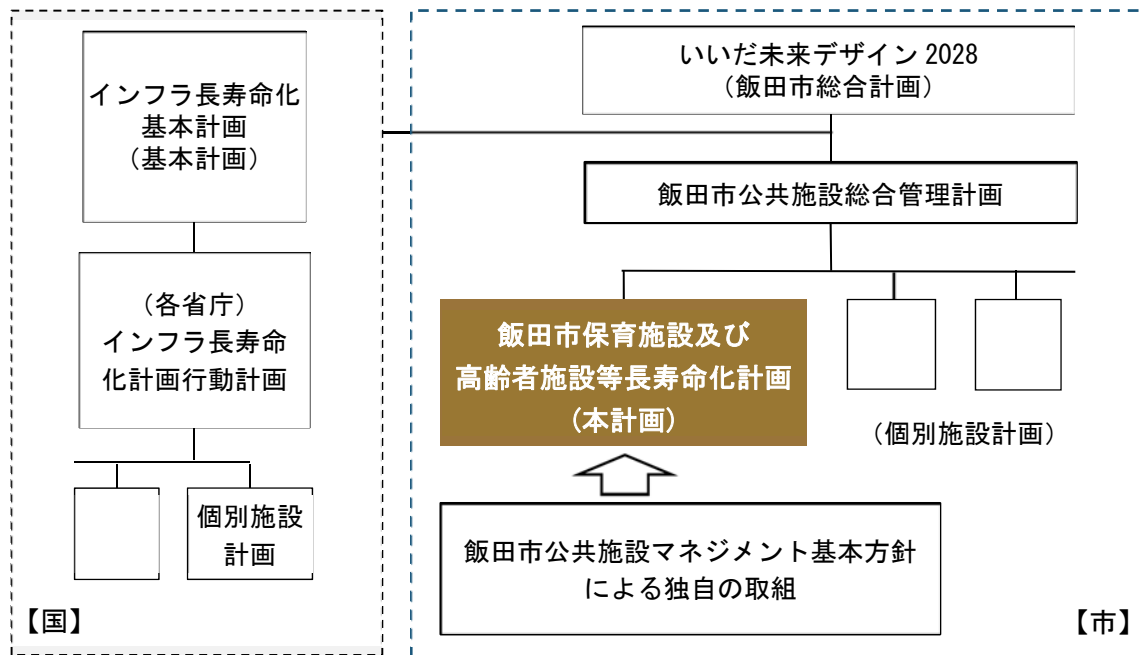 インフラ長寿命化
基本計画
（基本計画）
（各省庁）
インフラ長寿命
化計画行動計画
個別施設
計画
【国】
いいだ未来デザイン 2028
（飯田市総合計画）
飯田市公共施設総合管理計画
飯田市保育施設及び
高齢者施設等長寿命化計画
（本計画）
（個別施設計画）
飯田市公共施設マネジメント基本方針
による独自の取組
【市】